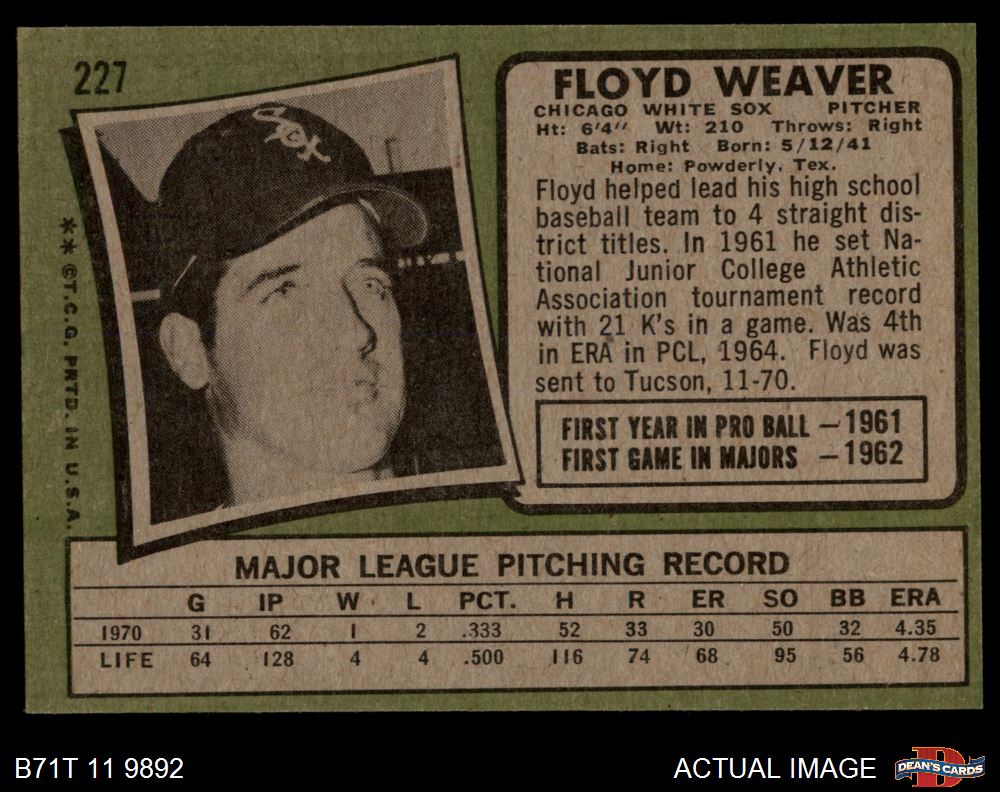 227
Sox
** ©T.C.G. PRTD. IN U.S.A.
FLOYD WEAVER
CHICAGO WHITE SOX PITCHER
Ht: 6'4" Wt: 210 Throws: Right
Bats: Right Born: 5/12/41
Home: Powderly, Tex.
Floyd helped lead his high school
baseball team to 4 straight dis-
trict titles. In 1961 he set Na-
tional Junior College Athletic
Association tournament record
with 21 K's in a game. Was 4th
in ERA in PCL, 1964. Floyd was
sent to Tucson, 11-70.
FIRST YEAR IN PRO BALL — 1961
FIRST GAME IN MAJORS — 1962
MAJOR LEAGUE PITCHING RECORD
G IP W L PCT. H R ER SO BB ERA
1970 31 62 1 2 .333 52 33 30 50 32 4.35
LIFE 64 128 4 4 .500 116 74 68 95 56 4.78
B71T 11 9892 ACTUAL IMAGE DEAN'S CARDS